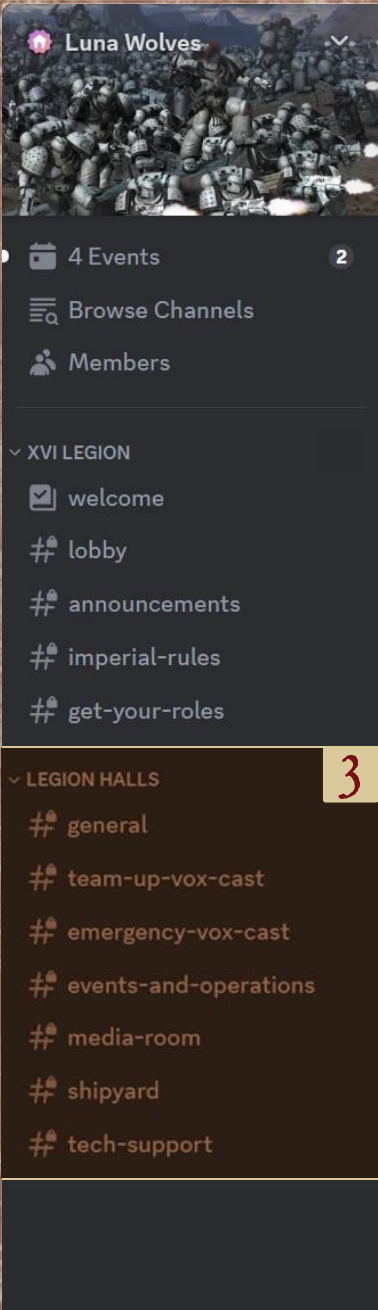 Luna Wolves
4 Events 2
Browse Channels
Members
XVI LEGION
welcome
lobby
announcements
imperial-rules
get-your-roles
LEGION HALLS 3
general
team-up-vox-cast
emergency-vox-cast
events-and-operations
media-room
shipyard
tech-support